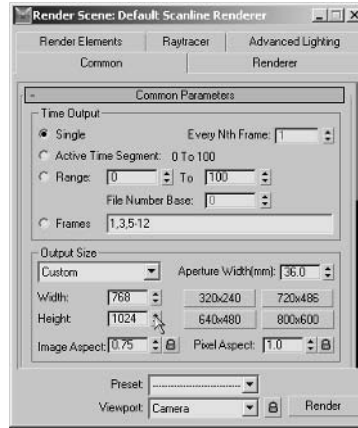 Render Scene: Default Scanline Renderer
Render Elements Raytracer Advanced Lighting
Common Renderer
- Common Parameters
Time Output
Single Every Nth Frame: 1
Active Time Segment: 0 To 100
Range: 0 To 100
File Number Base: 0
Frames 1,3,5-12
Output Size
Custom Aperture Width(mm): 36.0
Width: 768 320x240 720x486
Height: 1024 640x480 800x600
Image Aspect: 0.75 Pixel Aspect: 1.0
Preset: --------------------
Viewport: Camera Render